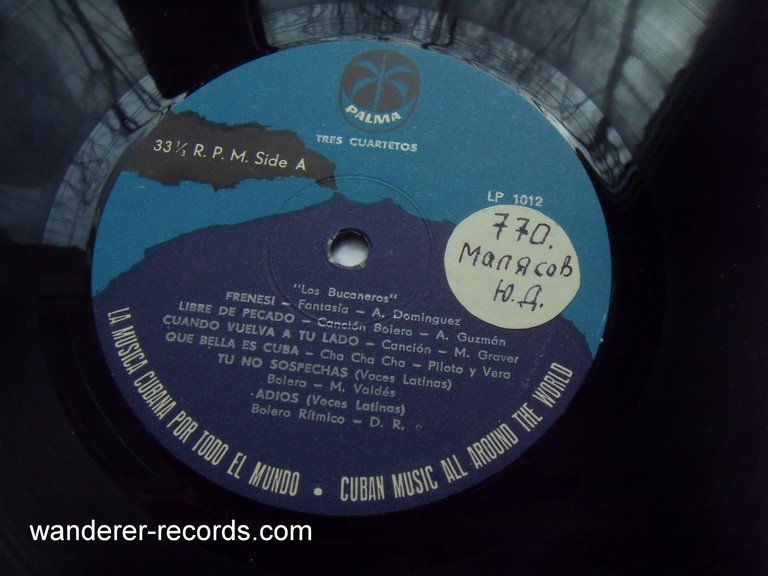 PALMA
TRES CUARTETOS
33⅓ R. P. M. Side A
LP 1012
770.
Малясов
Ю.Д.
"Los Bucaneros"
FRENESI – Fantasía – A. Dominguez
LIBRE DE PECADO – Canción Bolero – A. Guzmán
CUANDO VUELVA A TU LADO – Canción – M. Graver
QUE BELLA ES CUBA – Cha Cha Cha – Piloto y Vera
TU NO SOSPECHAS (Voces Latinas)
Bolero – M. Valdés
ADIOS (Voces Latinas)
Bolero Rítmico – D. R.
LA MUSICA CUBANA POR TODO EL MUNDO • CUBAN MUSIC ALL AROUND THE WORLD
wanderer-records.com